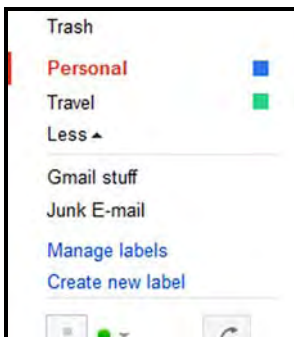 Trash
Personal
Travel
Less
Gmail stuff
Junk E-mail
Manage labels
Create new label